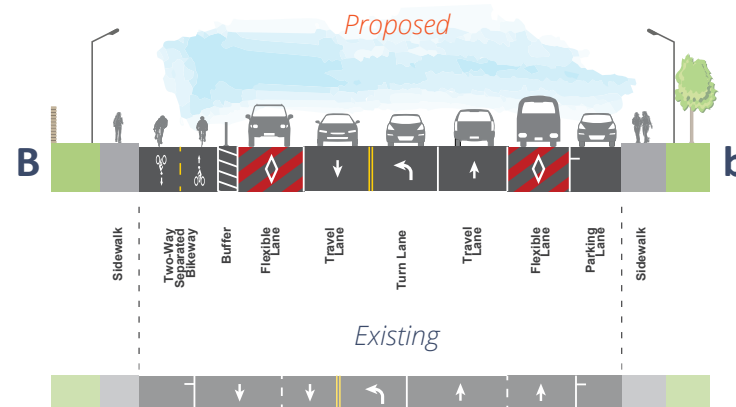 Proposed
B
b
Sidewalk
Two-Way
Separated
Bikeway
Buffer
Flexible
Lane
Travel
Lane
Turn Lane
Travel
Lane
Flexible
Lane
Parking
Lane
Sidewalk
Existing